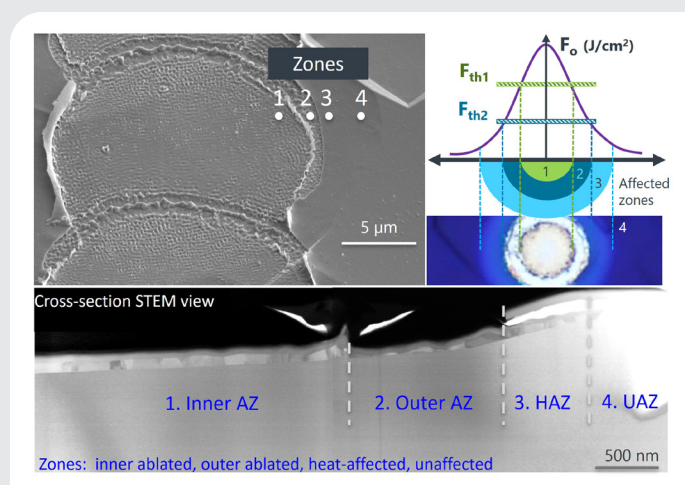 Zones
1 2 3 4
5 μm
F₀ (J/cm²)
Fth1
Fth2
1 2 3 Affected
zones
4
Cross-section STEM view
1. Inner AZ 2. Outer AZ 3. HAZ 4. UAZ
500 nm
Zones: inner ablated, outer ablated, heat-affected, unaffected